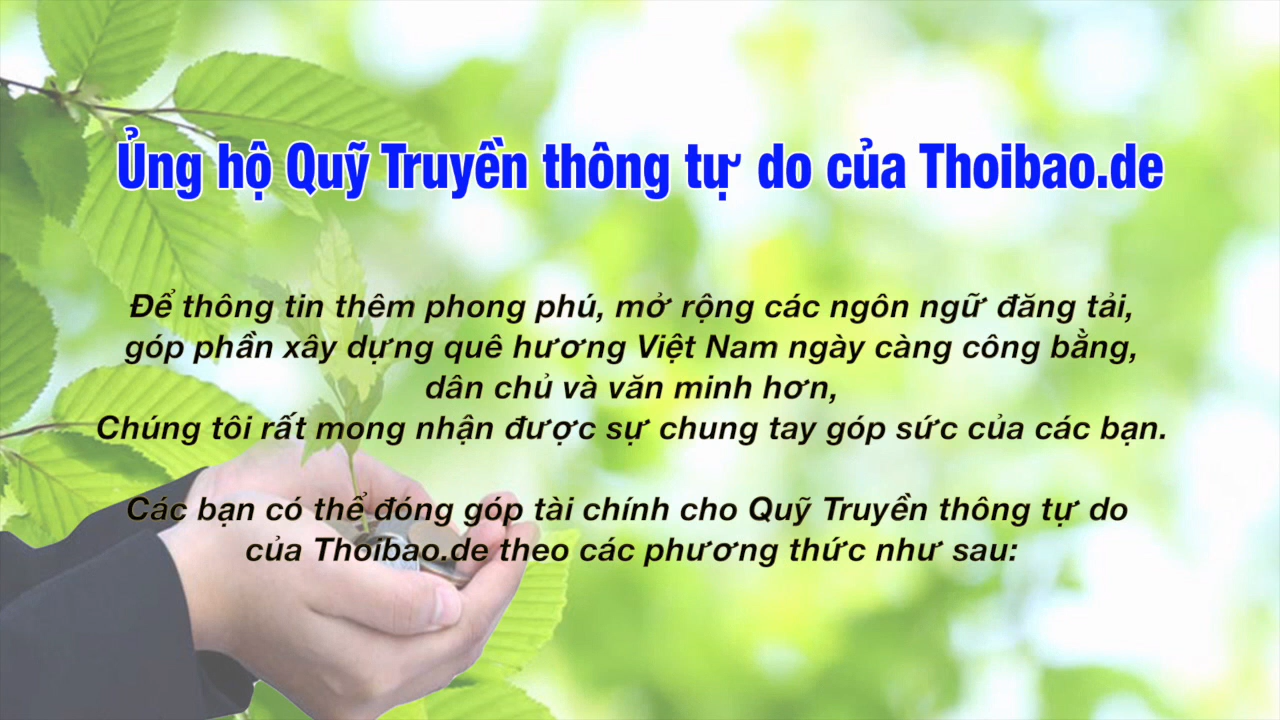 Ủng hộ Quỹ Truyền thông tự do của Thoibao.de
Để thông tin thêm phong phú, mở rộng các ngôn ngữ đăng tải,
góp phần xây dựng quê hương Việt Nam ngày càng công bằng,
dân chủ và văn minh hơn,
Chúng tôi rất mong nhận được sự chung tay góp sức của các bạn.
Các bạn có thể đóng góp tài chính cho Quỹ Truyền thông tự do
của Thoibao.de theo các phương thức như sau: